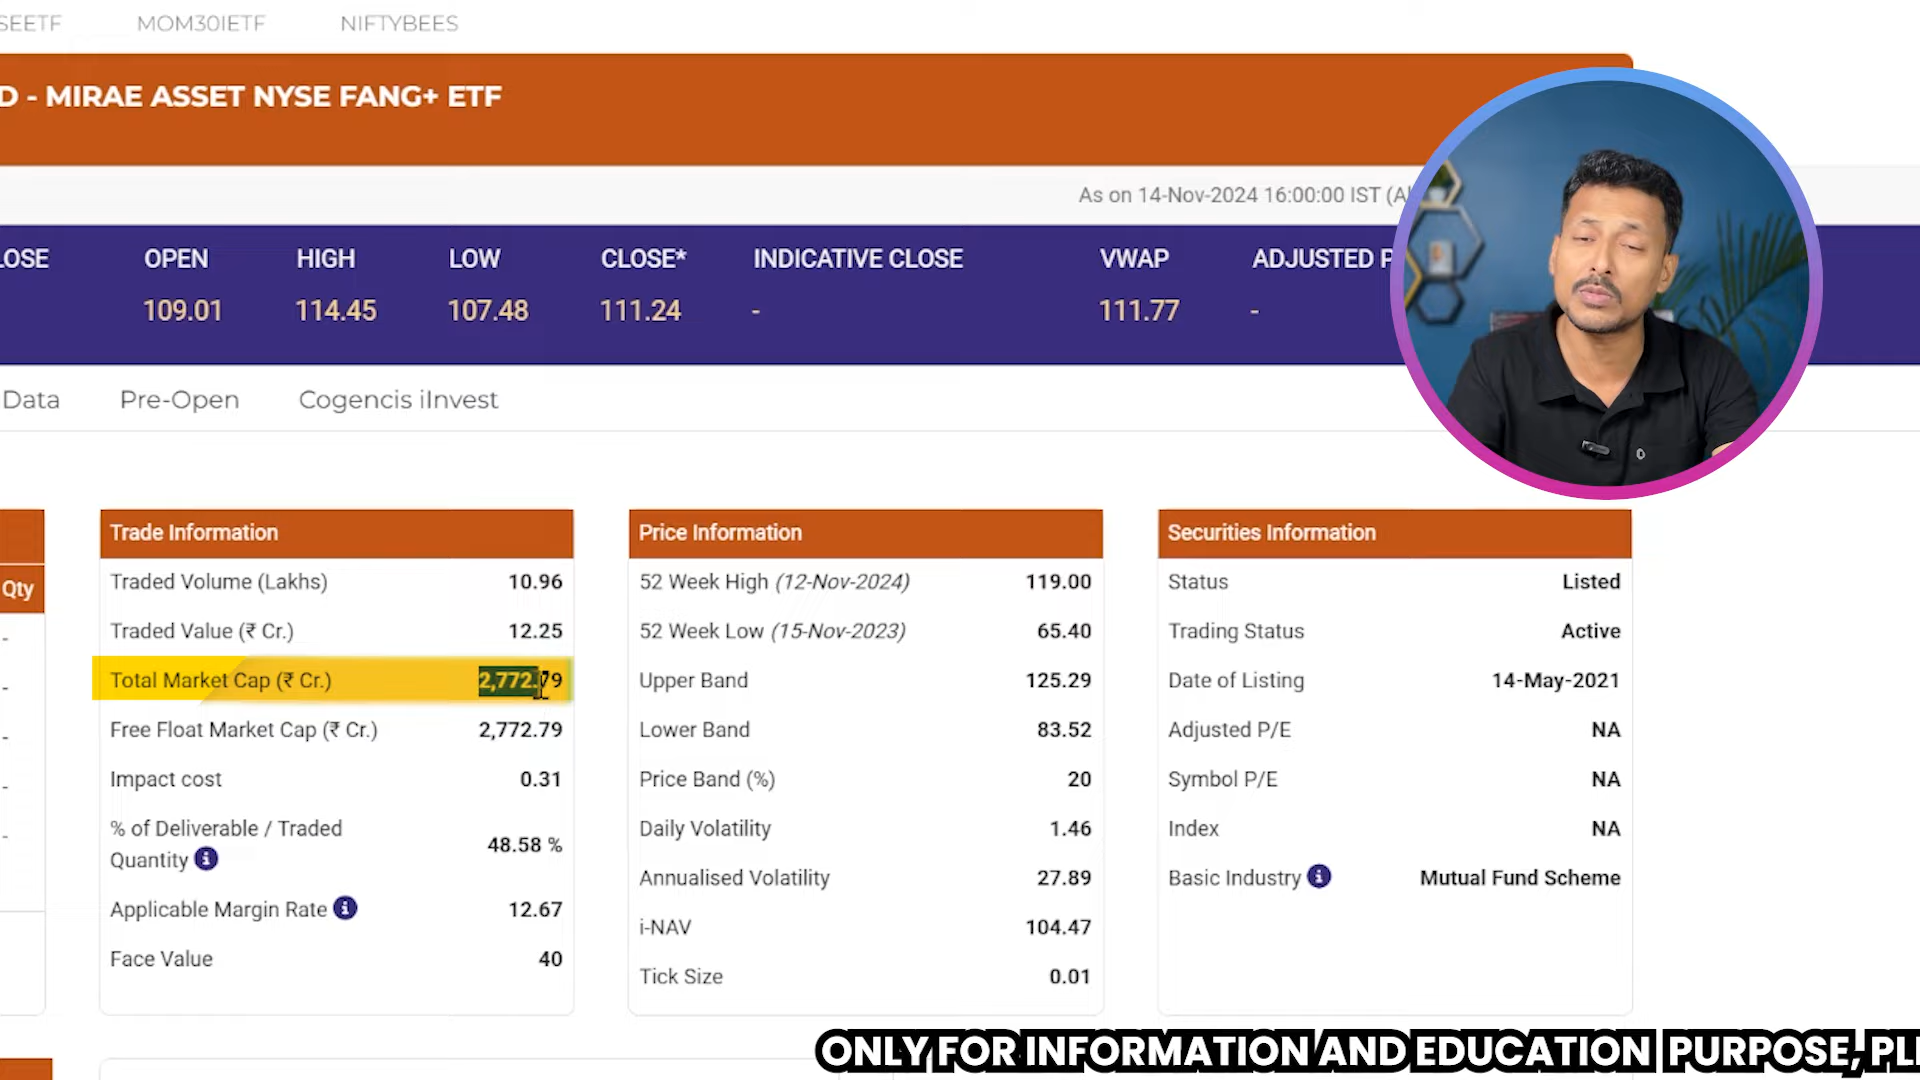 SEETF MOM30IETF NIFTYBEES
D - MIRAE ASSET NYSE FANG+ ETF
As on 14-Nov-2024 16:00:00 IST (Al
LOSE OPEN HIGH LOW CLOSE* INDICATIVE CLOSE VWAP ADJUSTED P
109.01 114.45 107.48 111.24 - 111.77 -
Data Pre-Open Cogencis iInvest
Qty
Trade Information
Traded Volume (Lakhs) 10.96
Traded Value (₹ Cr.) 12.25
Total Market Cap (₹ Cr.) 2,772.79
Free Float Market Cap (₹ Cr.) 2,772.79
Impact cost 0.31
% of Deliverable / Traded
Quantity 48.58 %
Applicable Margin Rate 12.67
Face Value 40
Price Information
52 Week High (12-Nov-2024) 119.00
52 Week Low (15-Nov-2023) 65.40
Upper Band 125.29
Lower Band 83.52
Price Band (%) 20
Daily Volatility 1.46
Annualised Volatility 27.89
i-NAV 104.47
Tick Size 0.01
Securities Information
Status Listed
Trading Status Active
Date of Listing 14-May-2021
Adjusted P/E NA
Symbol P/E NA
Index NA
Basic Industry Mutual Fund Scheme
ONLY FOR INFORMATION AND EDUCATION PURPOSE, PL